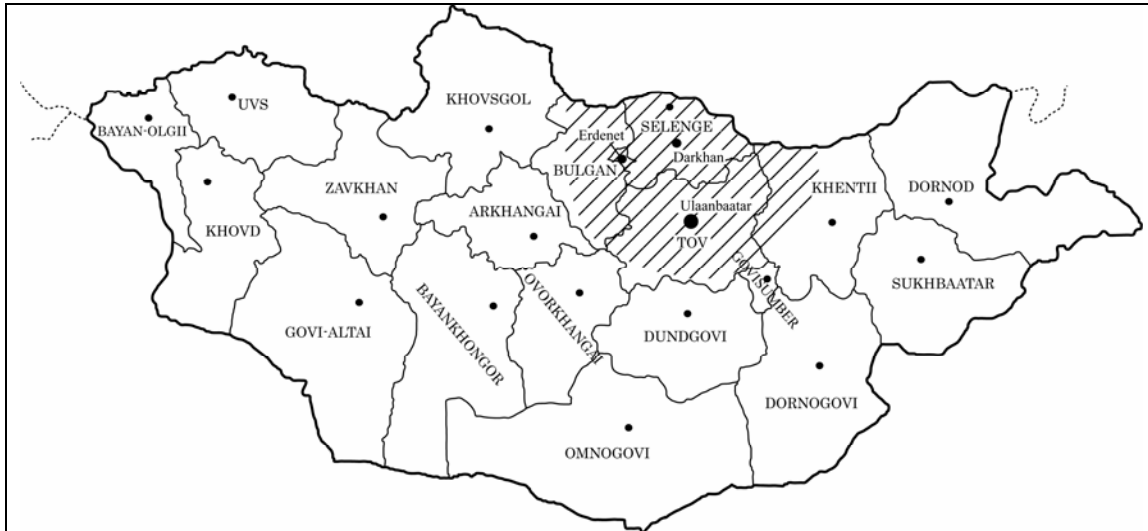 UVS
KHOVSGOL
BAYAN-OLGII
SELENGE
Erdenet
Darkhan
BULGAN
ZAVKHAN
KHENTII
DORNOD
ARKHANGAI
Ulaanbaatar
KHOVD
TOV
SUKHBAATAR
GOVISUMBER
OVORKHANGAI
BAYANKHONGOR
GOVI-ALTAI
DUNDGOVI
DORNOGOVI
OMNOGOVI